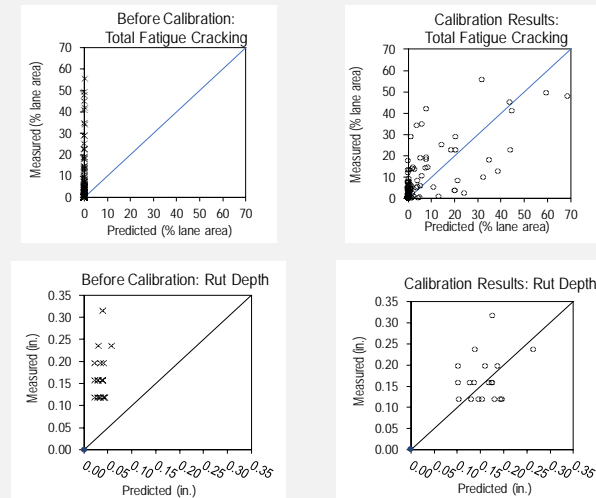 Before Calibration:
Total Fatigue Cracking
70
60
50
40
30
20
10
0
Measured (% lane area)
0 10 20 30 40 50 60 70
Predicted (% lane area)
Calibration Results:
Total Fatigue Cracking
70
60
50
40
30
20
10
0
Measured (% lane area)
0 10 20 30 40 50 60 70
Predicted (% lane area)
Before Calibration: Rut Depth
0.35
0.30
0.25
0.20
0.15
0.10
0.05
0.00
Measured (in.)
0.00 0.05 0.10 0.15 0.20 0.25 0.30 0.35
Predicted (in.)
Calibration Results: Rut Depth
0.35
0.30
0.25
0.20
0.15
0.10
0.05
0.00
Measured (in.)
0.00 0.05 0.10 0.15 0.20 0.25 0.30 0.35
Predicted (in.)